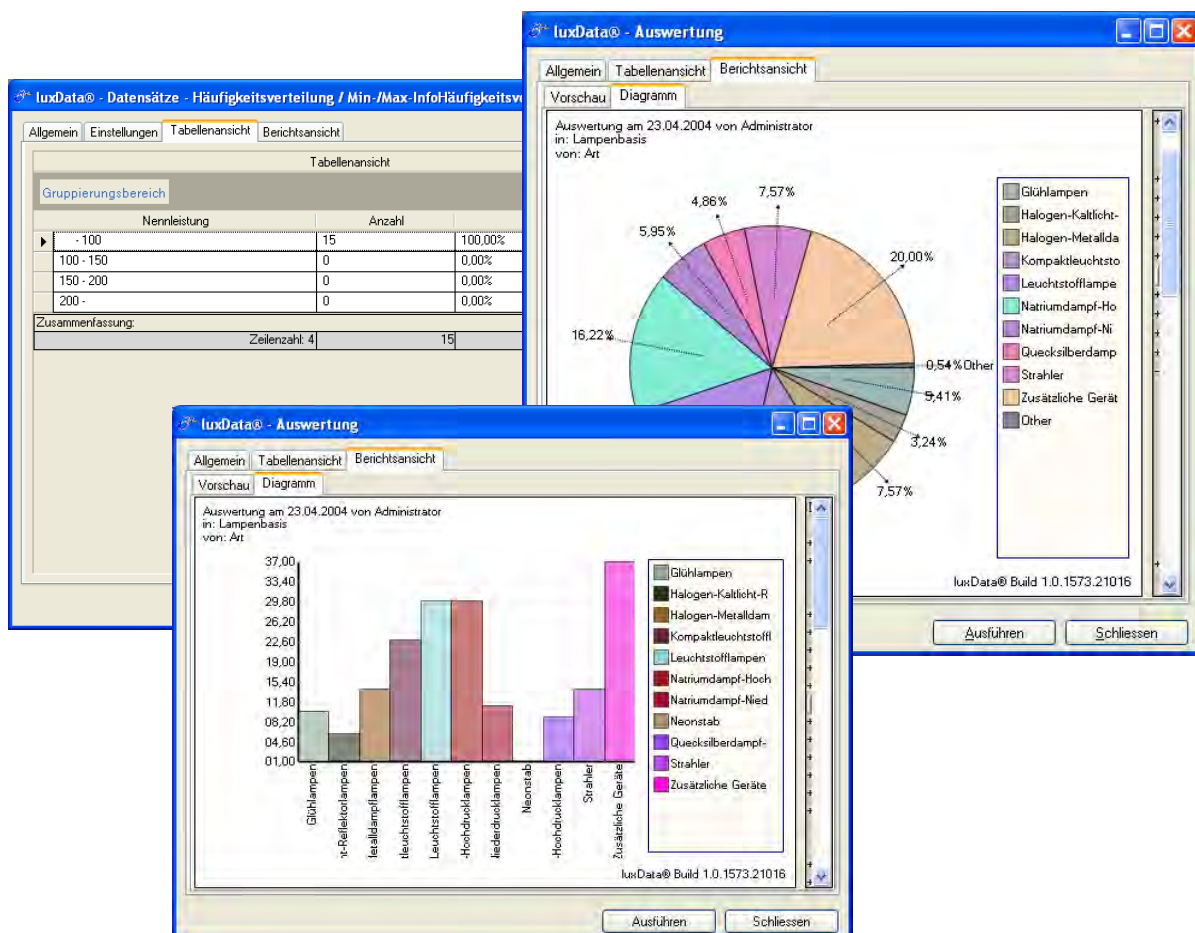 luxData® - Datensätze - Häufigkeitsverteilung / Min-/Max-InfoHäufigkeitsve
Allgemein Einstellungen Tabellenansicht Berichtsansicht
Tabellenansicht
Gruppierungsbereich
Nennleistung Anzahl
- 100 15 100,00%
100 - 150 0 0,00%
150 - 200 0 0,00%
200 - 0 0,00%
Zusammenfassung:
Zeilenzahl: 4 15
luxData® - Auswertung
Allgemein Tabellenansicht Berichtsansicht
Vorschau Diagramm
Auswertung am 23.04.2004 von Administrator
in: Lampenbasis
von: Art
7,57%
4,86%
5,95%
20,00%
16,22%
0,54% Other
5,41%
3,24%
7,57%
Glühlampen
Halogen-Kaltlicht-
Halogen-Metallda
Kompaktleuchtsto
Leuchtstofflampe
Natriumdampf-Ho
Natriumdampf-Ni
Quecksilberdamp
Strahler
Zusätzliche Gerät
Other
luxData® Build 1.0.1573.21016
Ausführen Schliessen
luxData® - Auswertung
Allgemein Tabellenansicht Berichtsansicht
Vorschau Diagramm
Auswertung am 23.04.2004 von Administrator
in: Lampenbasis
von: Art
37,00
33,40
29,80
26,20
22,60
19,00
15,40
11,80
08,20
04,60
01,00
Glühlampen
nt-Reflektorlampen
letalldampflampen
tleuchtstofflampen
Leuchtstofflampen
-Hochdrucklampen
liederdrucklampen
Neonstab
-Hochdrucklampen
Strahler
Zusätzliche Geräte
Glühlampen
Halogen-Kaltlicht-R
Halogen-Metalldam
Kompaktleuchtstoffl
Leuchtstofflampen
Natriumdampf-Hoch
Natriumdampf-Nied
Neonstab
Quecksilberdampf-
Strahler
Zusätzliche Geräte
luxData® Build 1.0.1573.21016
Ausführen Schliessen